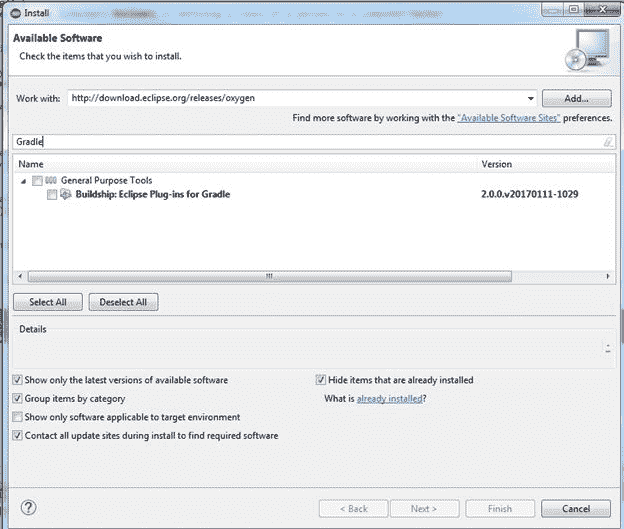 Install
Available Software
Check the items that you wish to install.
Work with: http://download.eclipse.org/releases/oxygen Add...
Find more software by working with the "Available Software Sites" preferences.
Gradle
Name Version
General Purpose Tools
Buildship: Eclipse Plug-ins for Gradle 2.0.0.v20170111-1029
Select All Deselect All
Details
Show only the latest versions of available software Hide items that are already installed
Group items by category What is already installed?
Show only software applicable to target environment
Contact all update sites during install to find required software
? < Back Next > Finish Cancel